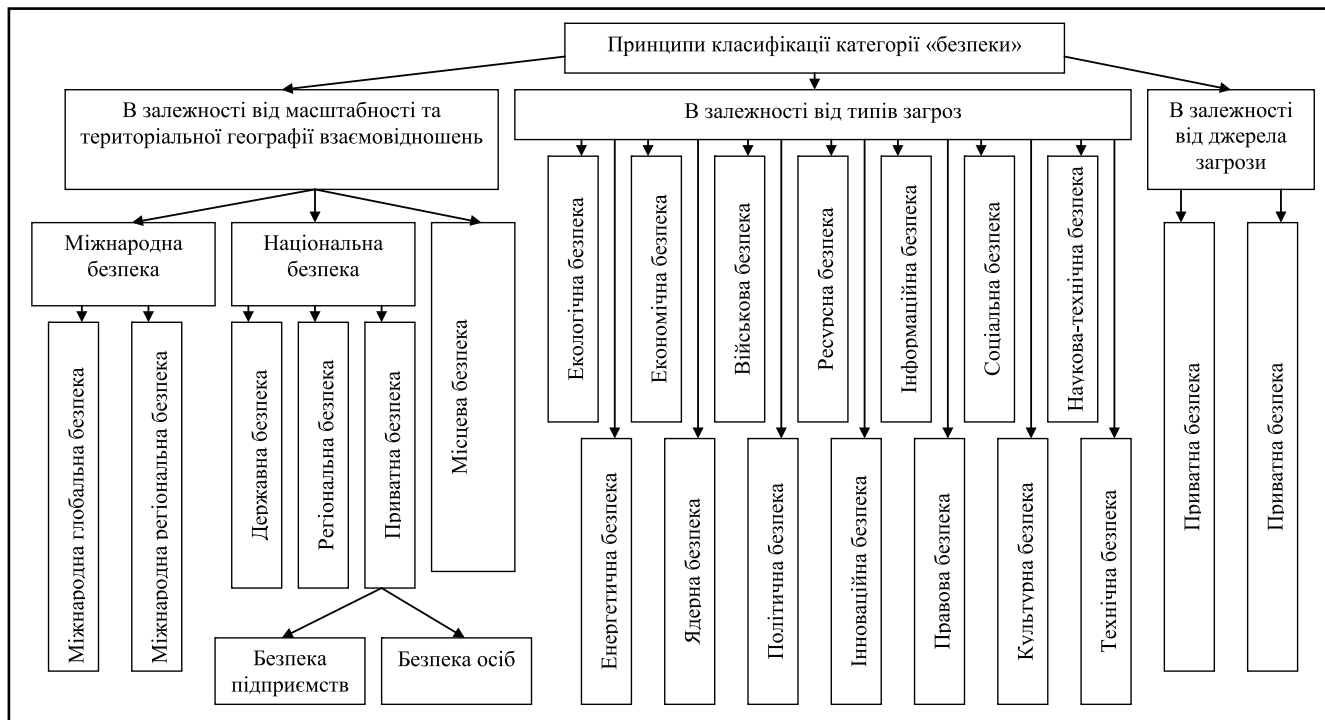 Принципи класифікації категорії «безпеки»
В залежності від масштабності та
територіальної географії взаємовідношень
В залежності від типів загроз
В залежності
від джерела
загрози
Міжнародна
безпека
Національна
безпека
Місцева безпека
Міжнародна глобальна безпека
Міжнародна регіональна безпека
Державна безпека
Регіональна безпека
Приватна безпека
Безпека
підприємств
Безпека осіб
Екологічна безпека
Економічна безпека
Військова безпека
Ресурсна безпека
Інформаційна безпека
Соціальна безпека
Наукова-технічна безпека
Енергетична безпека
Ядерна безпека
Політична безпека
Інноваційна безпека
Правова безпека
Культурна безпека
Технічна безпека
Приватна безпека
Приватна безпека